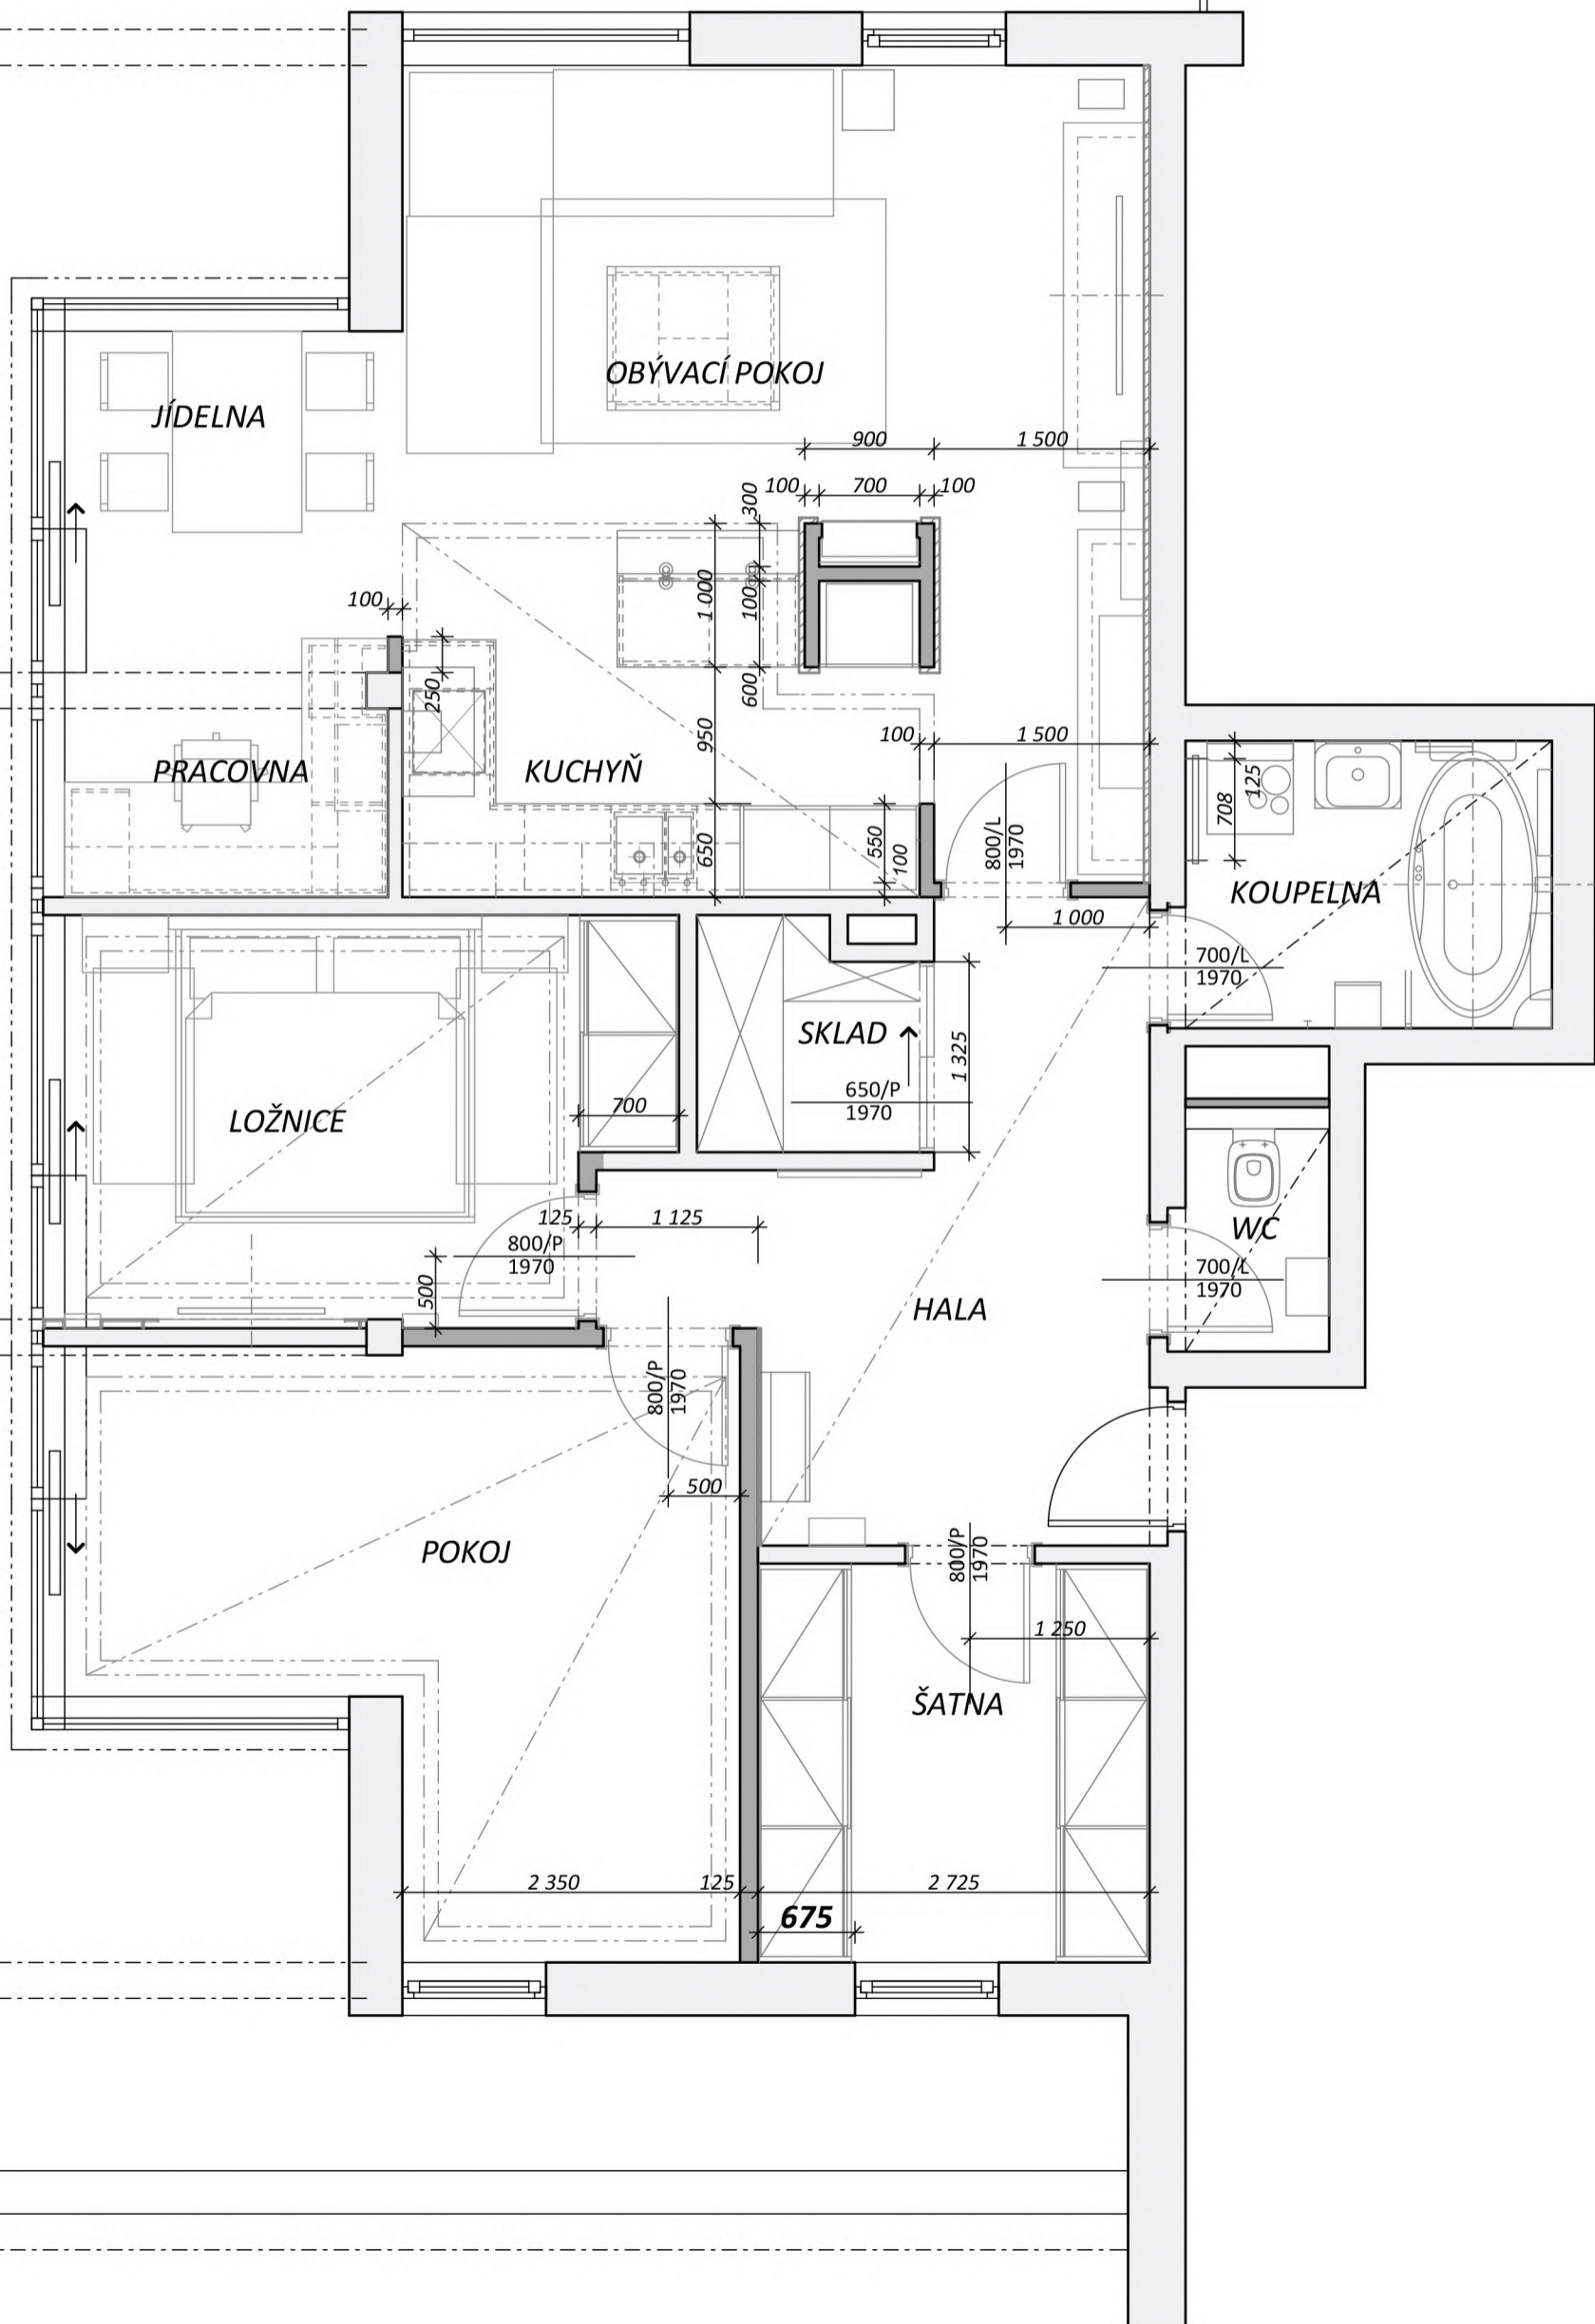 OBÝVACÍ POKOJ
JÍDELNA
900
1 500
100
700
100
300
1 000
100
100
250
600
950
100
1 500
PRACOVNA
KUCHYŇ
125
708
800/L
1970
650
550
100
KOUPELNA
1 000
700/L
1970
SKLAD
1 325
650/P
1970
700
LOŽNICE
125
1 125
WC
800/P
1970
700/L
1970
500
HALA
800/P
1970
500
POKOJ
800/P
1970
1 250
ŠATNA
2 350
125
2 725
675